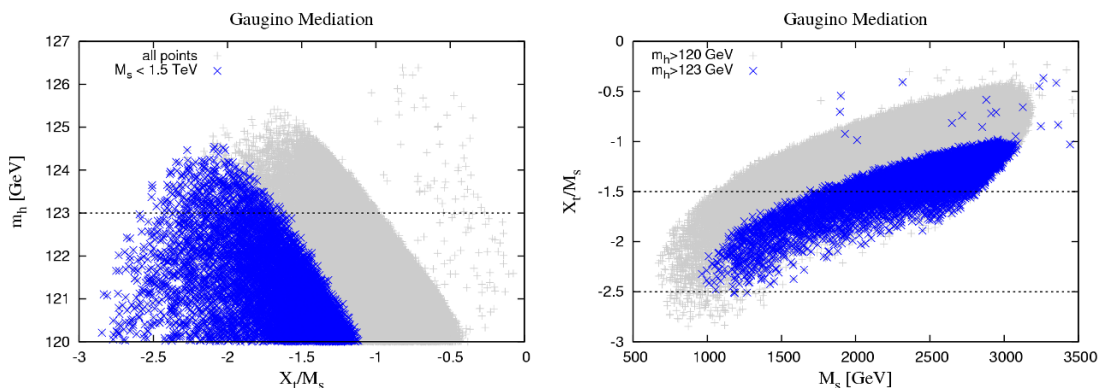 Gaugino Mediation
127
126
125
124
123
122
121
120
-3
-2.5
-2
-1.5
-1
-0.5
0
m_h [GeV]
X_t/M_s
all points
M_s < 1.5 TeV
Gaugino Mediation
0
-0.5
-1
-1.5
-2
-2.5
-3
500
1000
1500
2000
2500
3000
3500
X_t/M_s
M_s [GeV]
m_h>120 GeV
m_h>123 GeV